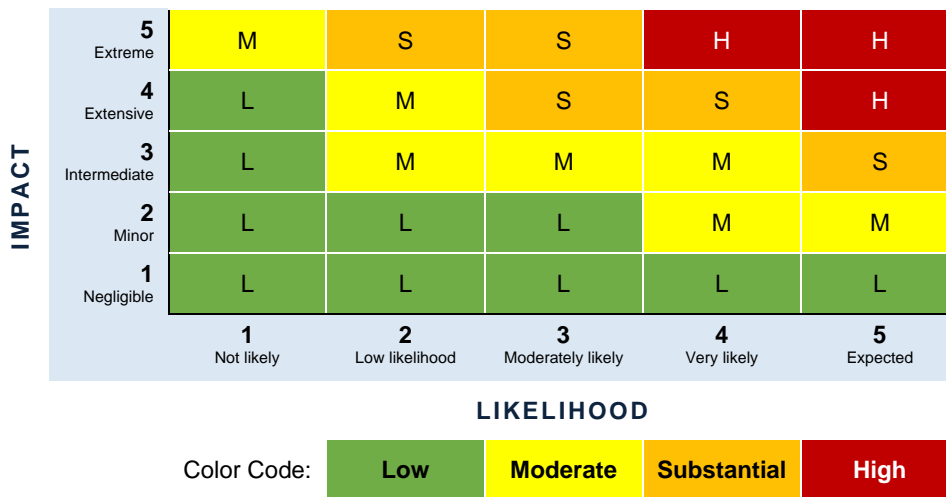 IMPACT
5 M S S H H
Extreme
4 L M S S H
Extensive
3 L M M M S
Intermediate
2 L L L M M
Minor
1 L L L L L
Negligible
1 2 3 4 5
Not likely Low likelihood Moderately likely Very likely Expected
LIKELIHOOD
Color Code: Low Moderate Substantial High